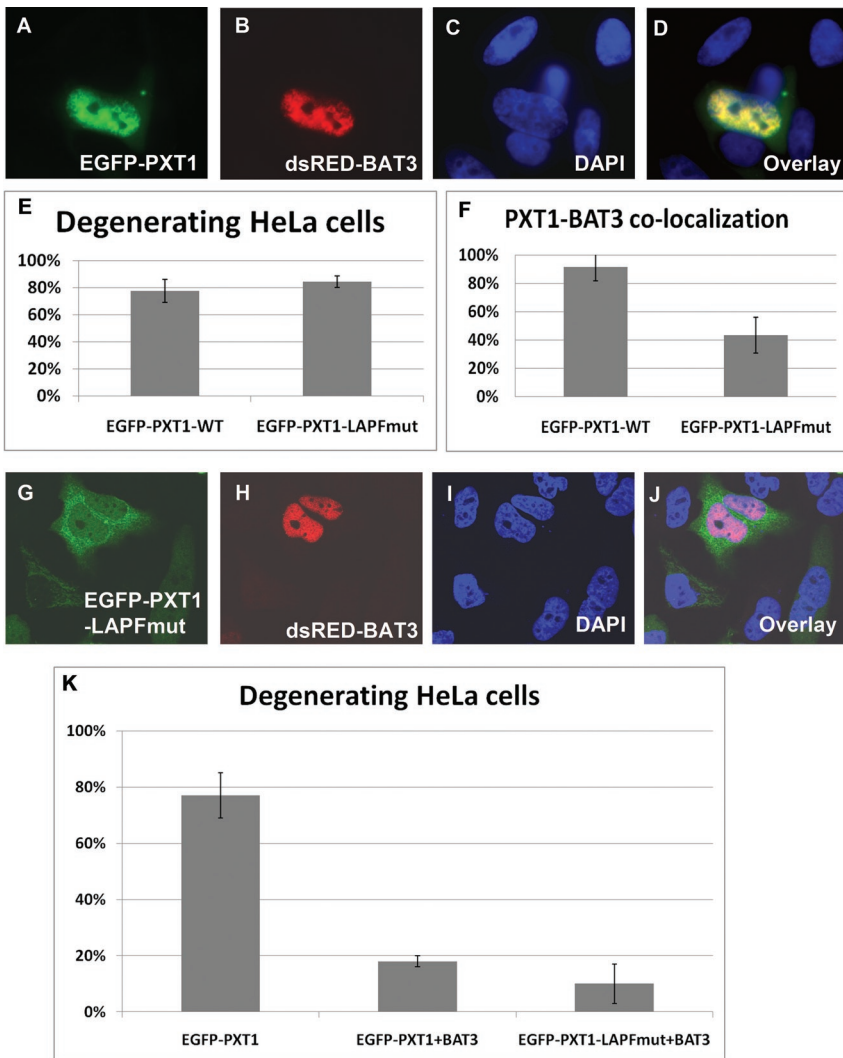 A
EGFP-PXT1
B
dsRED-BAT3
C
DAPI
D
Overlay
E
Degenerating HeLa cells
100%
80%
60%
40%
20%
0%
EGFP-PXT1-WT
EGFP-PXT1-LAPFmut
F
PXT1-BAT3 co-localization
100%
80%
60%
40%
20%
0%
EGFP-PXT1-WT
EGFP-PXT1-LAPFmut
G
EGFP-PXT1
-LAPFmut
H
dsRED-BAT3
I
DAPI
J
Overlay
K
Degenerating HeLa cells
100%
80%
60%
40%
20%
0%
EGFP-PXT1
EGFP-PXT1+BAT3
EGFP-PXT1-LAPFmut+BAT3